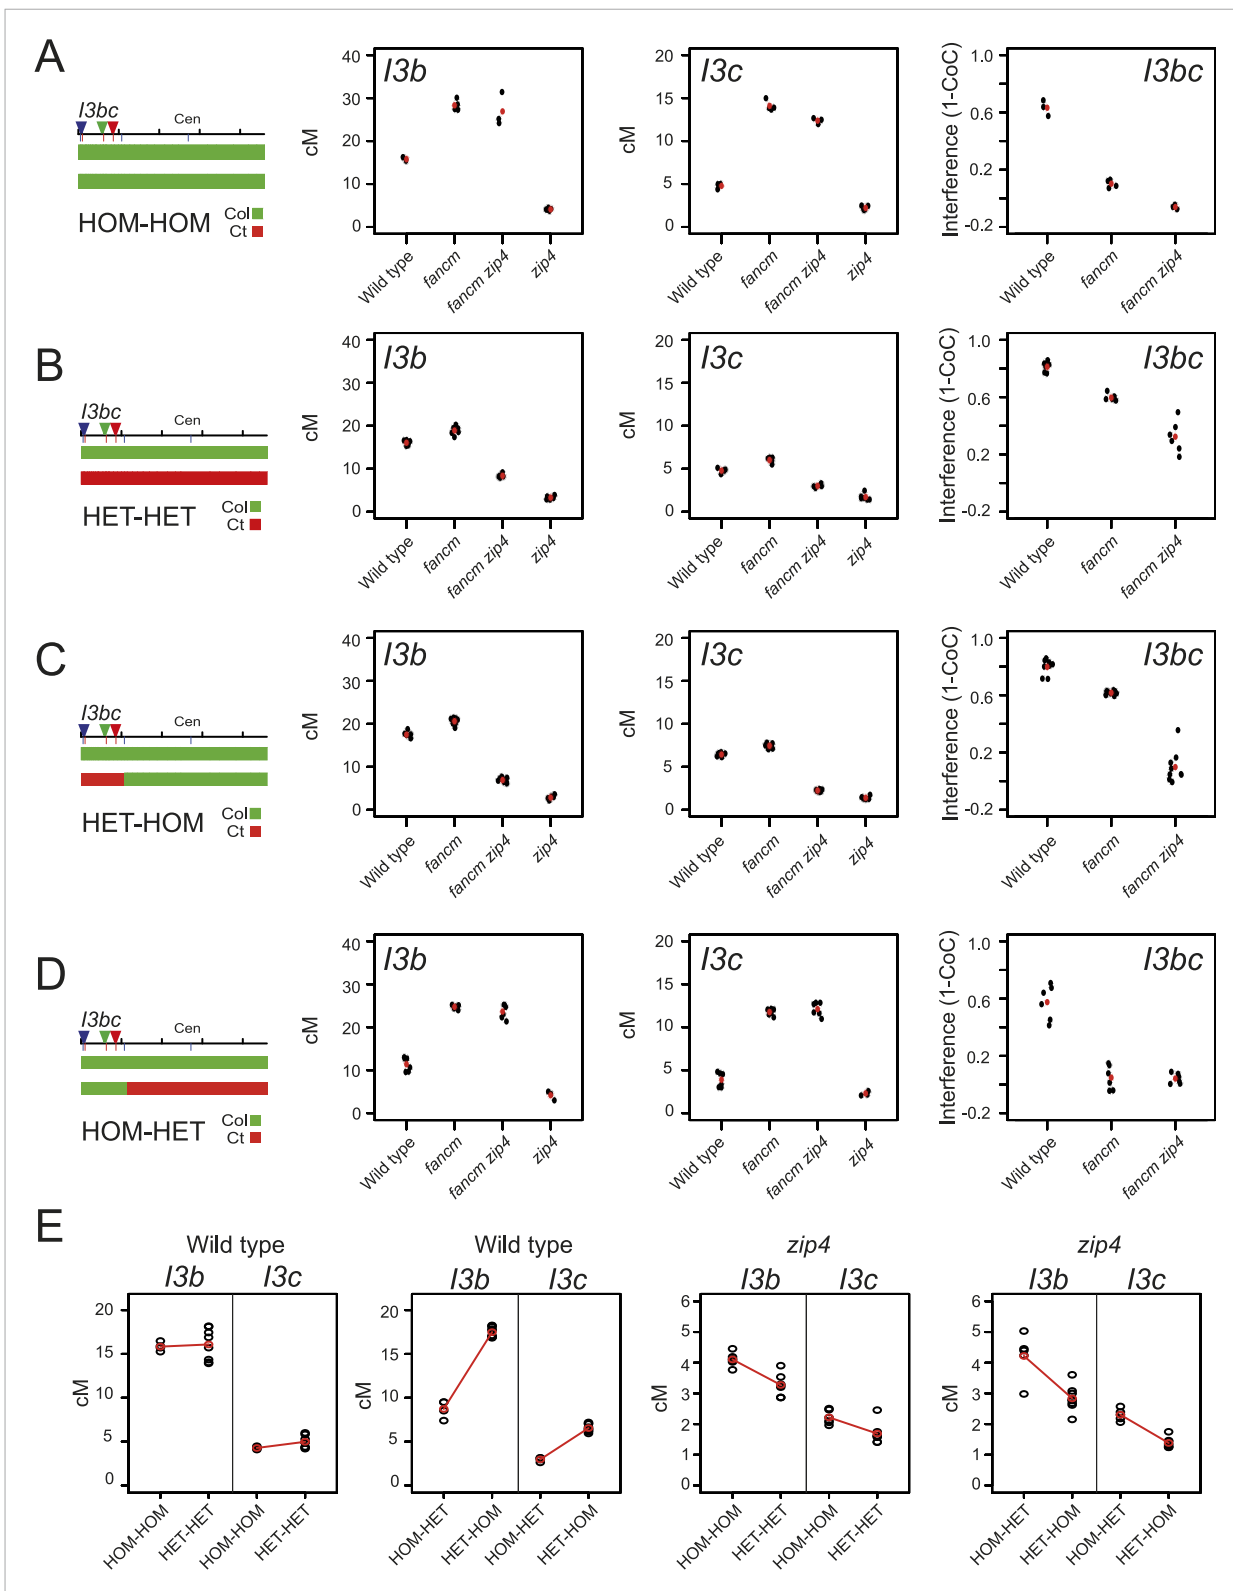 A
I3bc
Cen
HOM-HOM
Col
Ct
I3b
cM
40
30
20
10
0
Wild type
fancm
fancm zip4
zip4
I3c
cM
20
15
10
5
0
Wild type
fancm
fancm zip4
zip4
I3bc
Interference (1-CoC)
1.0
0.6
0.2
-0.2
Wild type
fancm
fancm zip4
B
I3bc
Cen
HET-HET
Col
Ct
I3b
cM
40
30
20
10
0
Wild type
fancm
fancm zip4
zip4
I3c
cM
20
15
10
5
0
Wild type
fancm
fancm zip4
zip4
I3bc
Interference (1-CoC)
1.0
0.6
0.2
-0.2
Wild type
fancm
fancm zip4
C
I3bc
Cen
HET-HOM
Col
Ct
I3b
cM
40
30
20
10
0
Wild type
fancm
fancm zip4
zip4
I3c
cM
20
15
10
5
0
Wild type
fancm
fancm zip4
zip4
I3bc
Interference (1-CoC)
1.0
0.6
0.2
-0.2
Wild type
fancm
fancm zip4
D
I3bc
Cen
HOM-HET
Col
Ct
I3b
cM
40
30
20
10
0
Wild type
fancm
fancm zip4
zip4
I3c
cM
20
15
10
5
0
Wild type
fancm
fancm zip4
zip4
I3bc
Interference (1-CoC)
1.0
0.6
0.2
-0.2
Wild type
fancm
fancm zip4
E
Wild type
I3b I3c
cM
20
15
10
5
0
HOM-HOM
HET-HET
HOM-HOM
HET-HET
Wild type
I3b I3c
cM
20
15
10
5
0
HOM-HET
HET-HOM
HOM-HET
HET-HOM
zip4
I3b I3c
cM
6
5
4
3
2
1
0
HOM-HOM
HET-HET
HOM-HOM
HET-HET
zip4
I3b I3c
cM
6
5
4
3
2
1
0
HOM-HET
HET-HOM
HOM-HET
HET-HOM